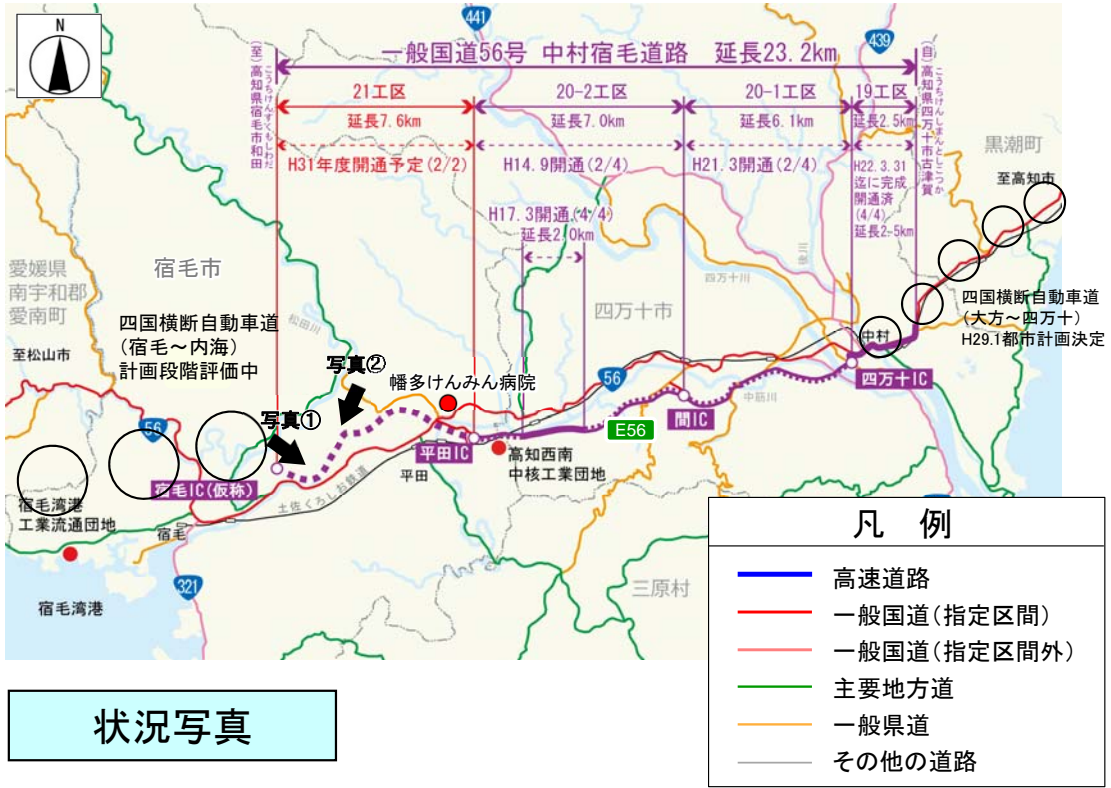 N
441
439
一般国道56号 中村宿毛道路 延長23.2km
(至)高知県宿毛市和田
こうちけんすくもしわだ
(自)高知県四万十市古津賀
こうちけんしまんとしこつか
21工区
延長7.6km
H31年度開通予定(2/2)
20-2工区
延長7.0km
H14.9開通(2/4)
20-1工区
延長6.1km
H21.3開通(2/4)
19工区
延長2.5km
H22.3.31
迄に完成
開通済
(4/4)
延長2.5km
H17.3開通(4/4)
延長2.0km
黒潮町
至高知市
後川
四万十川
愛媛県
南宇和郡
愛南町
宿毛市
四万十市
松田川
四国横断自動車道
(宿毛~内海)
計画段階評価中
四国横断自動車道
(大方~四万十)
H29.1都市計画決定
至松山市
写真②
幡多けんみん病院
中村
56
四万十IC
写真①
中筋川
間IC
E56
56
平田IC
平田
高知西南
中核工業団地
宿毛IC(仮称)
土佐くろしお鉄道
宿毛湾港
工業流通団地
宿毛
321
三原村
宿毛湾港
凡 例
高速道路
一般国道(指定区間)
一般国道(指定区間外)
主要地方道
一般県道
その他の道路
状況写真